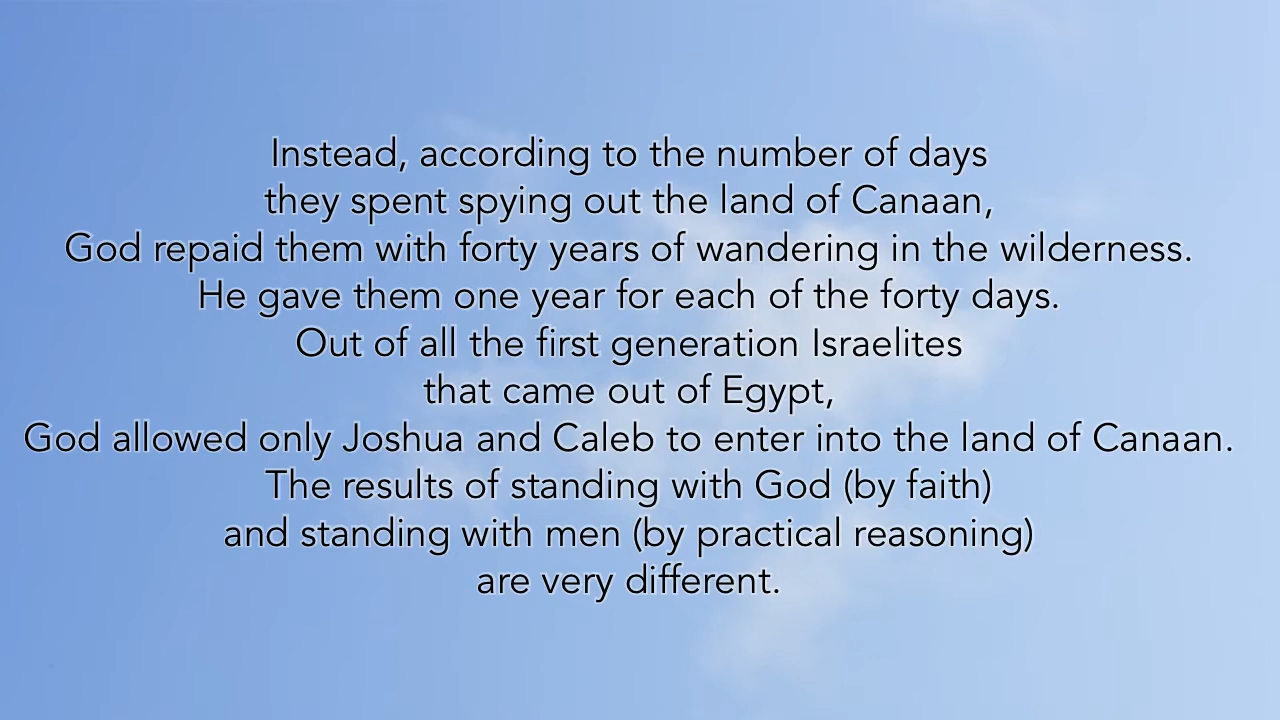 Instead, according to the number of days
they spent spying out the land of Canaan,
God repaid them with forty years of wandering in the wilderness.
He gave them one year for each of the forty days.
Out of all the first generation Israelites
that came out of Egypt,
God allowed only Joshua and Caleb to enter into the land of Canaan.
The results of standing with God (by faith)
and standing with men (by practical reasoning)
are very different.